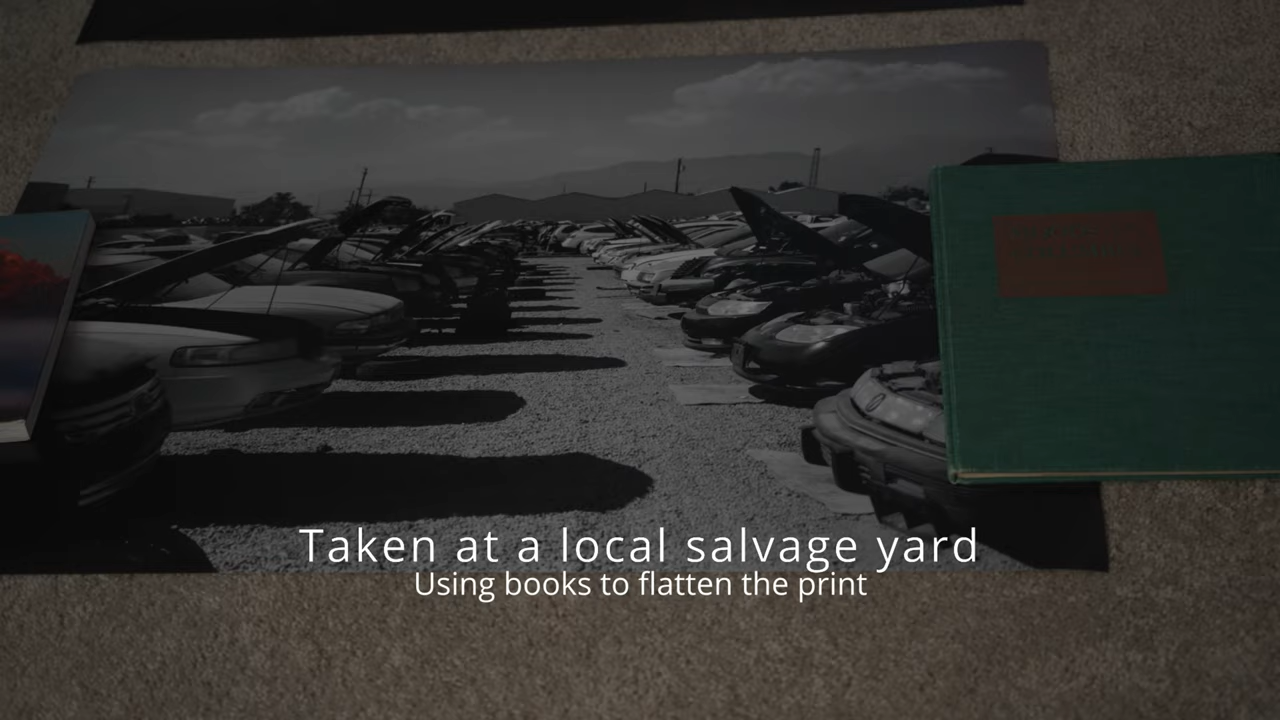 Taken at a local salvage yard
Using books to flatten the print